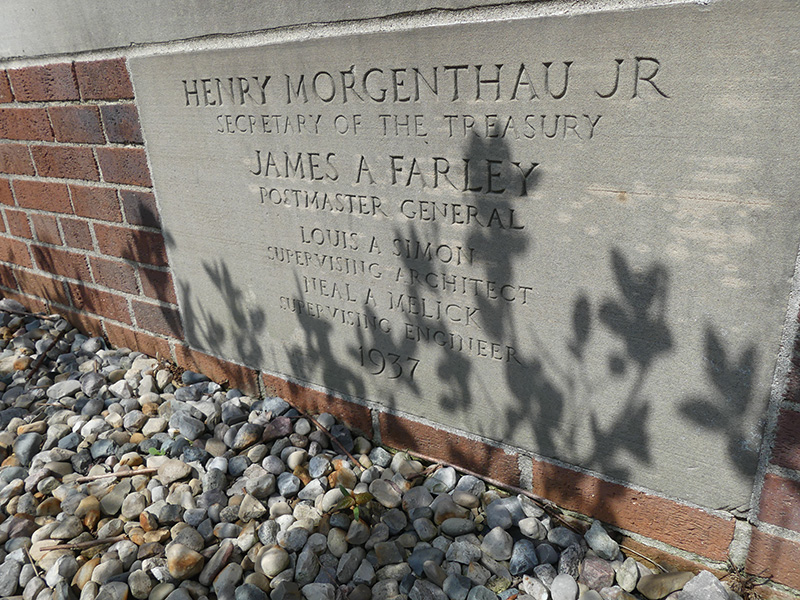 HENRY MORGENTHAU JR
SECRETARY OF THE TREASURY
JAMES A FARLEY
POSTMASTER GENERAL
LOUIS A SIMON
SUPERVISING ARCHITECT
NEAL A MELICK
SUPERVISING ENGINEER
1937